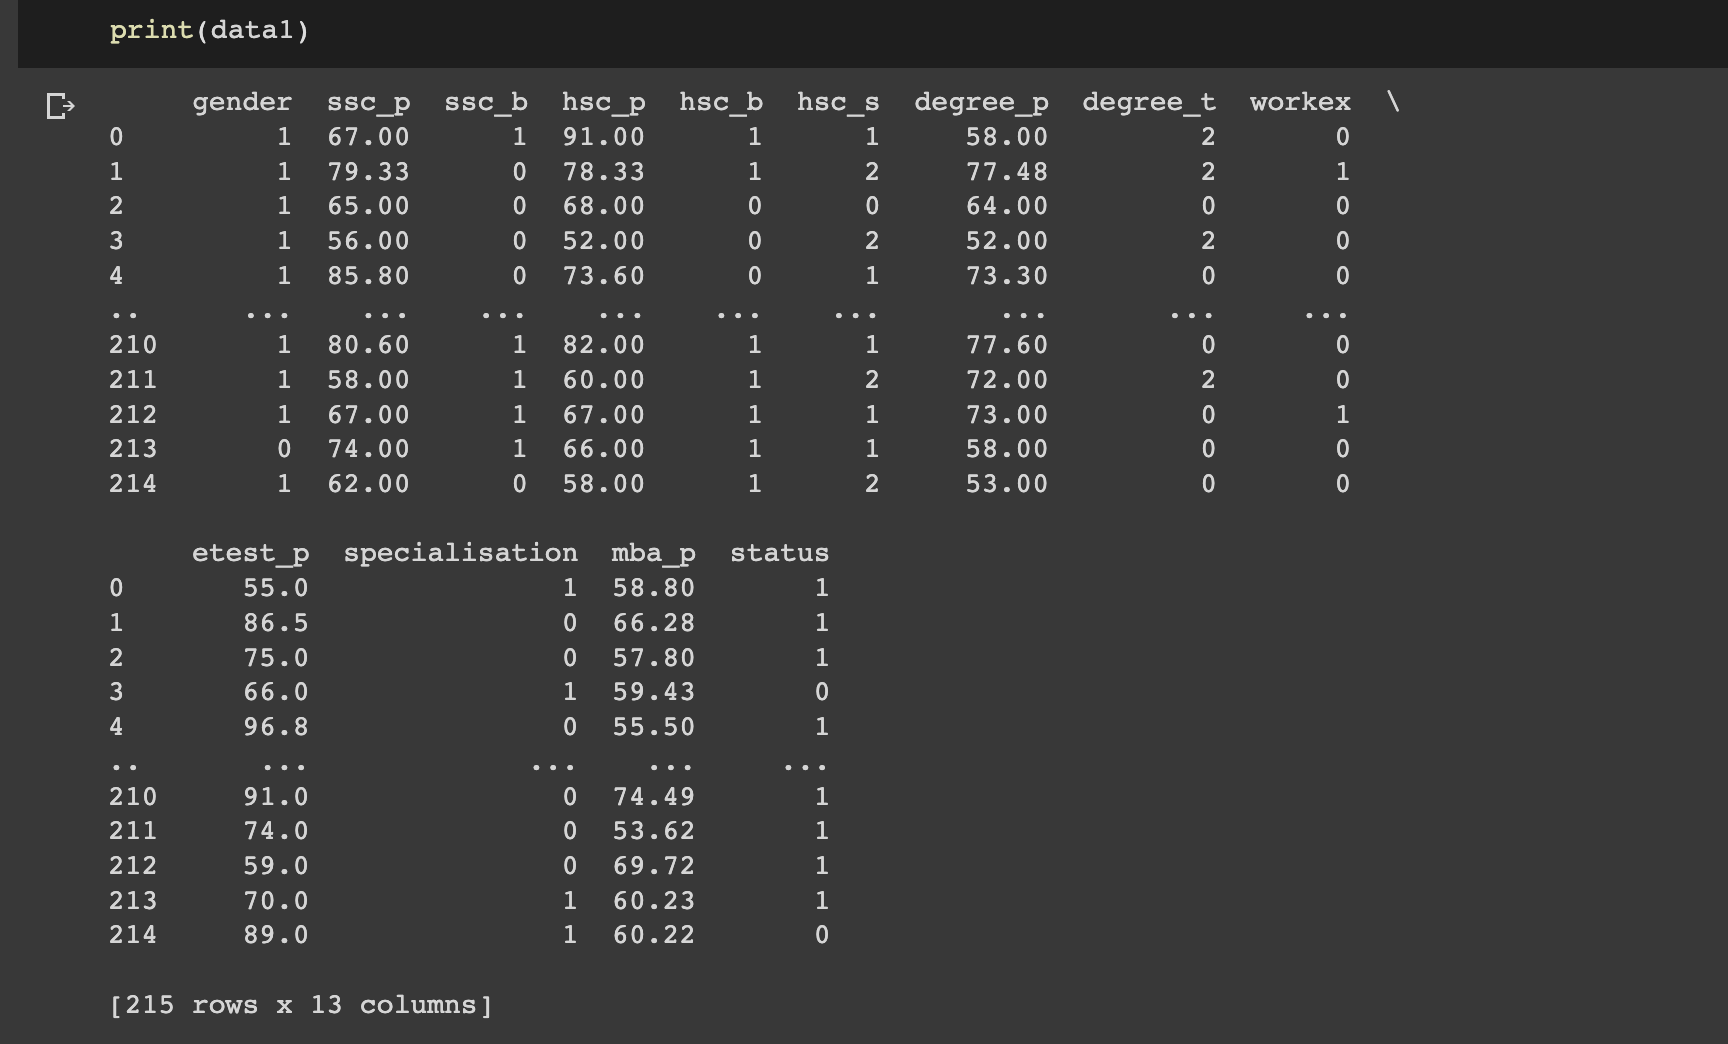 print(data1)
     gender  ssc_p  ssc_b  hsc_p  hsc_b  hsc_s  degree_p  degree_t  workex  \
0         1  67.00      1  91.00      1      1     58.00         2       0
1         1  79.33      0  78.33      1      2     77.48         2       1
2         1  65.00      0  68.00      0      0     64.00         0       0
3         1  56.00      0  52.00      0      2     52.00         2       0
4         1  85.80      0  73.60      0      1     73.30         0       0
..      ...    ...    ...    ...    ...    ...       ...       ...     ...
210       1  80.60      1  82.00      1      1     77.60         0       0
211       1  58.00      1  60.00      1      2     72.00         2       0
212       1  67.00      1  67.00      1      1     73.00         0       1
213       0  74.00      1  66.00      1      1     58.00         0       0
214       1  62.00      0  58.00      1      2     53.00         0       0
     etest_p  specialisation  mba_p  status
0       55.0               1  58.80       1
1       86.5               0  66.28       1
2       75.0               0  57.80       1
3       66.0               1  59.43       0
4       96.8               0  55.50       1
..       ...             ...    ...     ...
210     91.0               0  74.49       1
211     74.0               0  53.62       1
212     59.0               0  69.72       1
213     70.0               1  60.23       1
214     89.0               1  60.22       0
[215 rows x 13 columns]